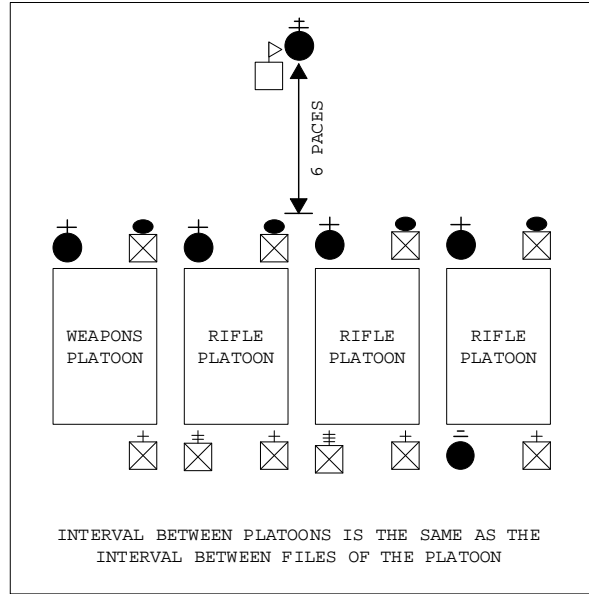 6 PACES
WEAPONS
PLATOON
RIFLE
PLATOON
RIFLE
PLATOON
RIFLE
PLATOON
INTERVAL BETWEEN PLATOONS IS THE SAME AS THE
INTERVAL BETWEEN FILES OF THE PLATOON